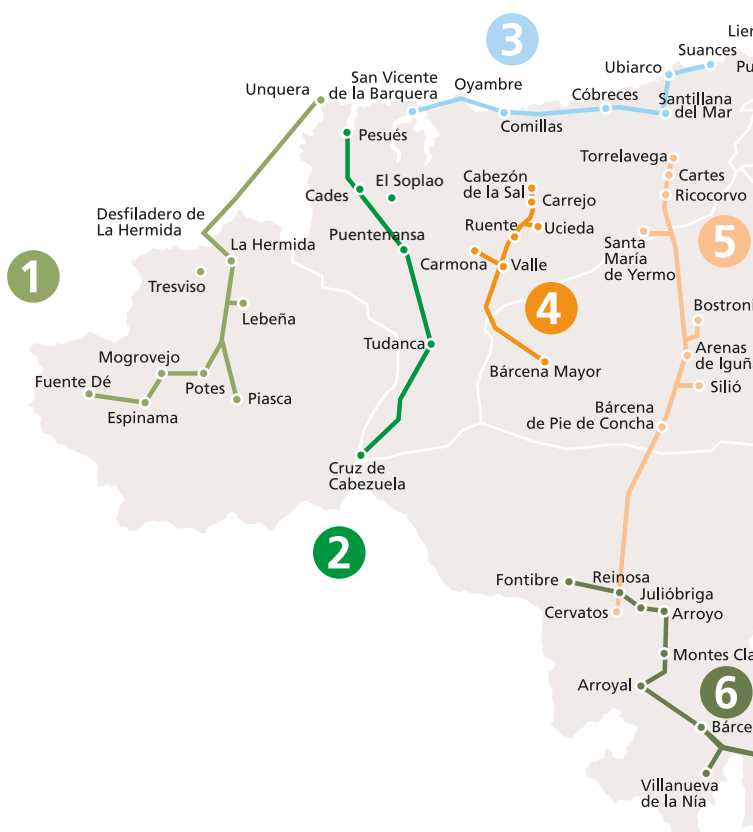 3
Lier
Suances
Pu
Ubiarco
San Vicente
de la Barquera
Oyambre
Unquera
Cóbreces
Santillana
del Mar
Comillas
Pesués
Torrelavega
Cartes
Ricocorvo
El Soplao
Cades
Cabezón
de la Sal
Carrejo
Desfiladero de
La Hermida
La Hermida
Puentenansa
Ruente
Ucieda
Carmona
Valle
Santa
María
de Yermo
5
1
Tresviso
Lebeña
4
Bostroni
Tudanca
Mogrovejo
Fuente Dé
Potes
Piasca
Espinama
Bárcena Mayor
Arenas
de Iguñ
Silió
Bárcena
de Pie de Concha
Cruz de
Cabezuela
2
Fontibre
Reinosa
Julióbriga
Cervatos
Arroyo
Montes Cla
Arroyal
6
Bárce
Villanueva
de la Nía